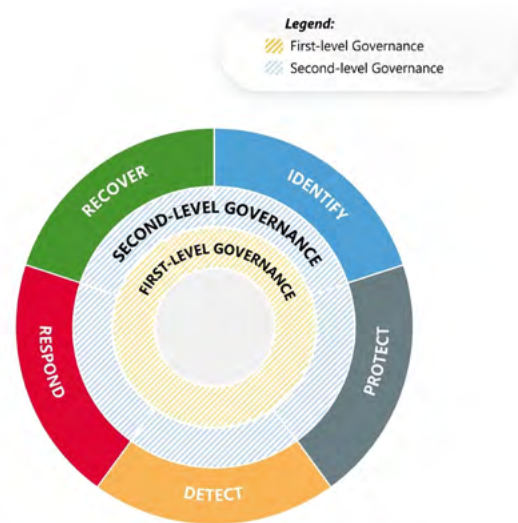 Legend:
First-level Governance
Second-level Governance
RECOVER
IDENTIFY
SECOND-LEVEL GOVERNANCE
FIRST-LEVEL GOVERNANCE
RESPOND
PROTECT
DETECT